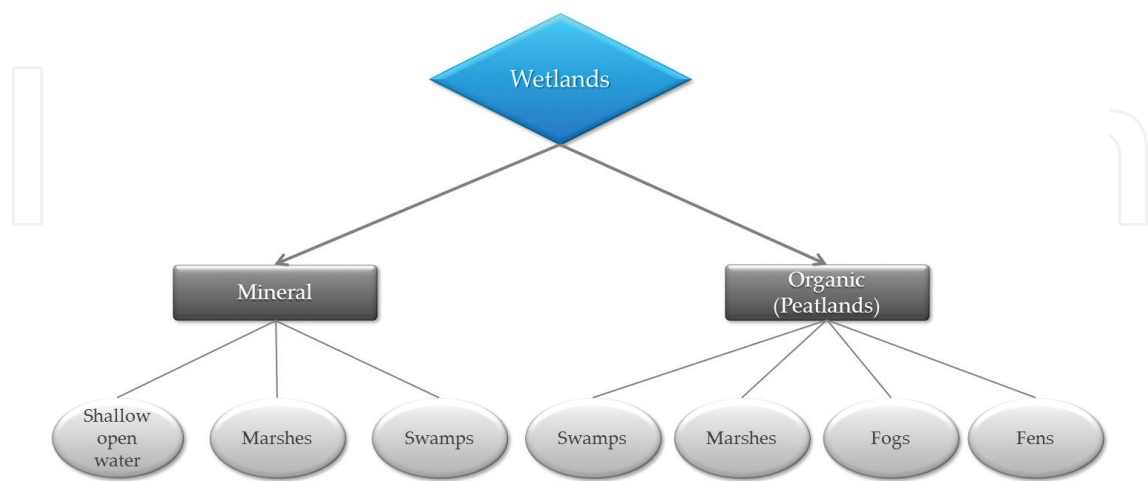 Wetlands
Mineral
Organic
(Peatlands)
Shallow
open
water
Marshes
Swamps
Swamps
Marshes
Fogs
Fens